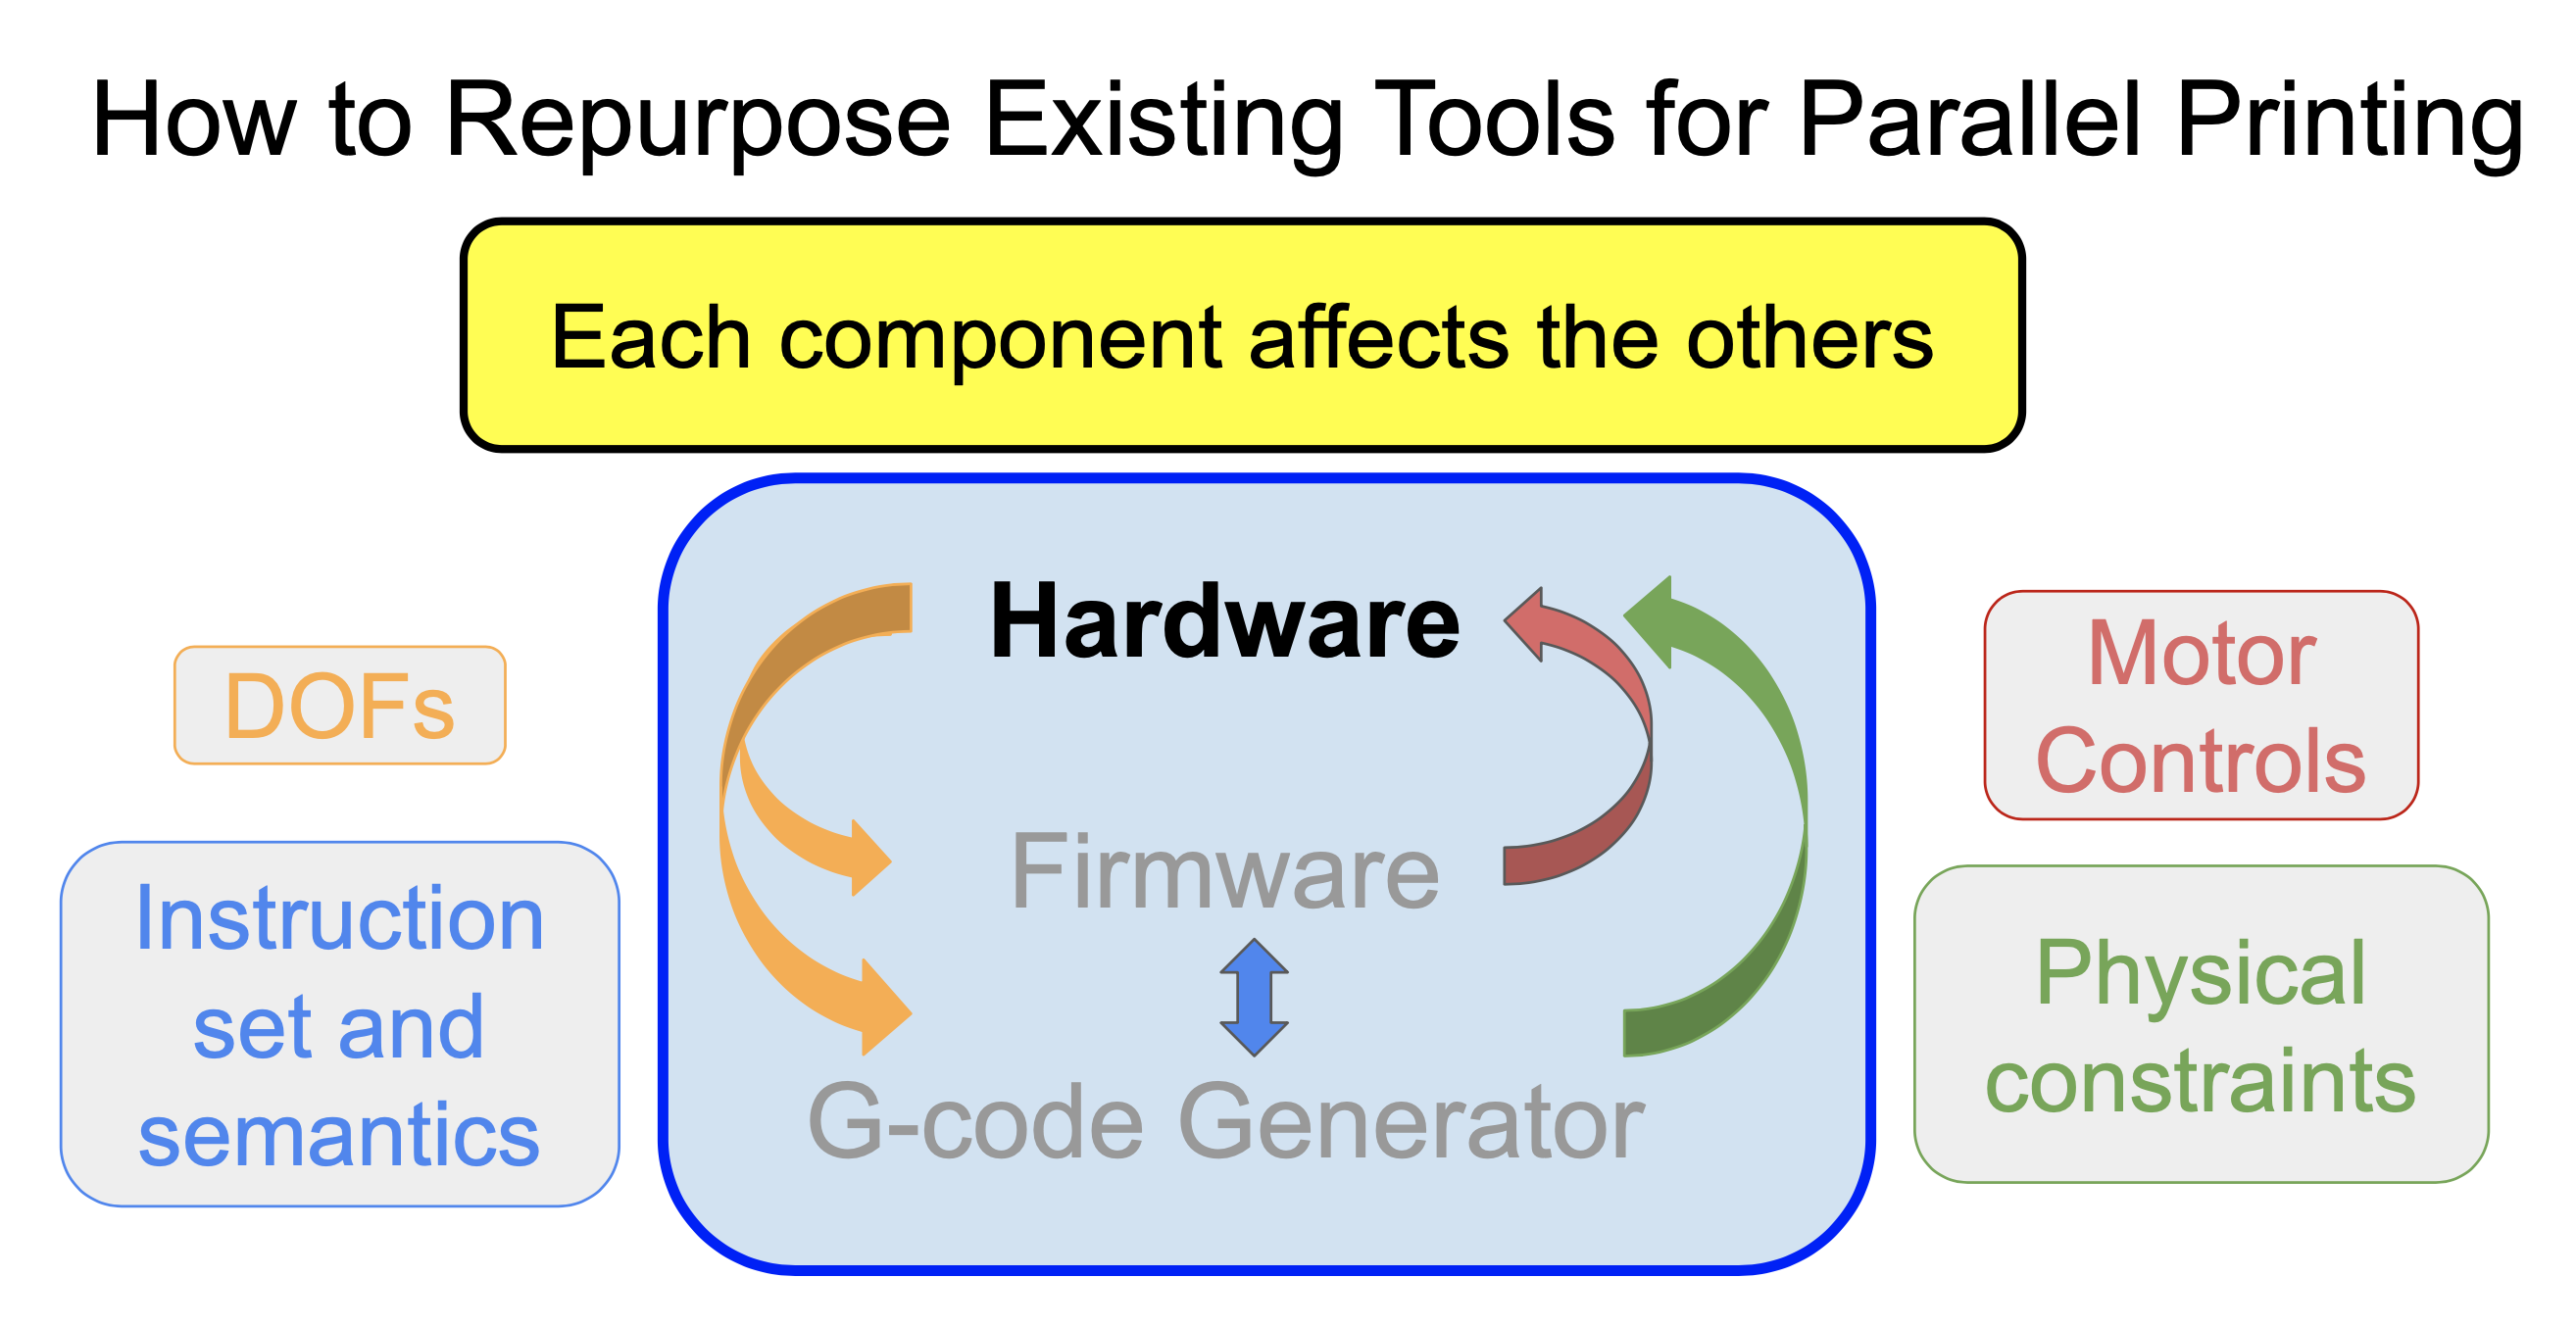 How to Repurpose Existing Tools for Parallel Printing
Each component affects the others
Hardware
Firmware
G-code Generator
DOFs
Instruction
set and
semantics
Motor
Controls
Physical
constraints